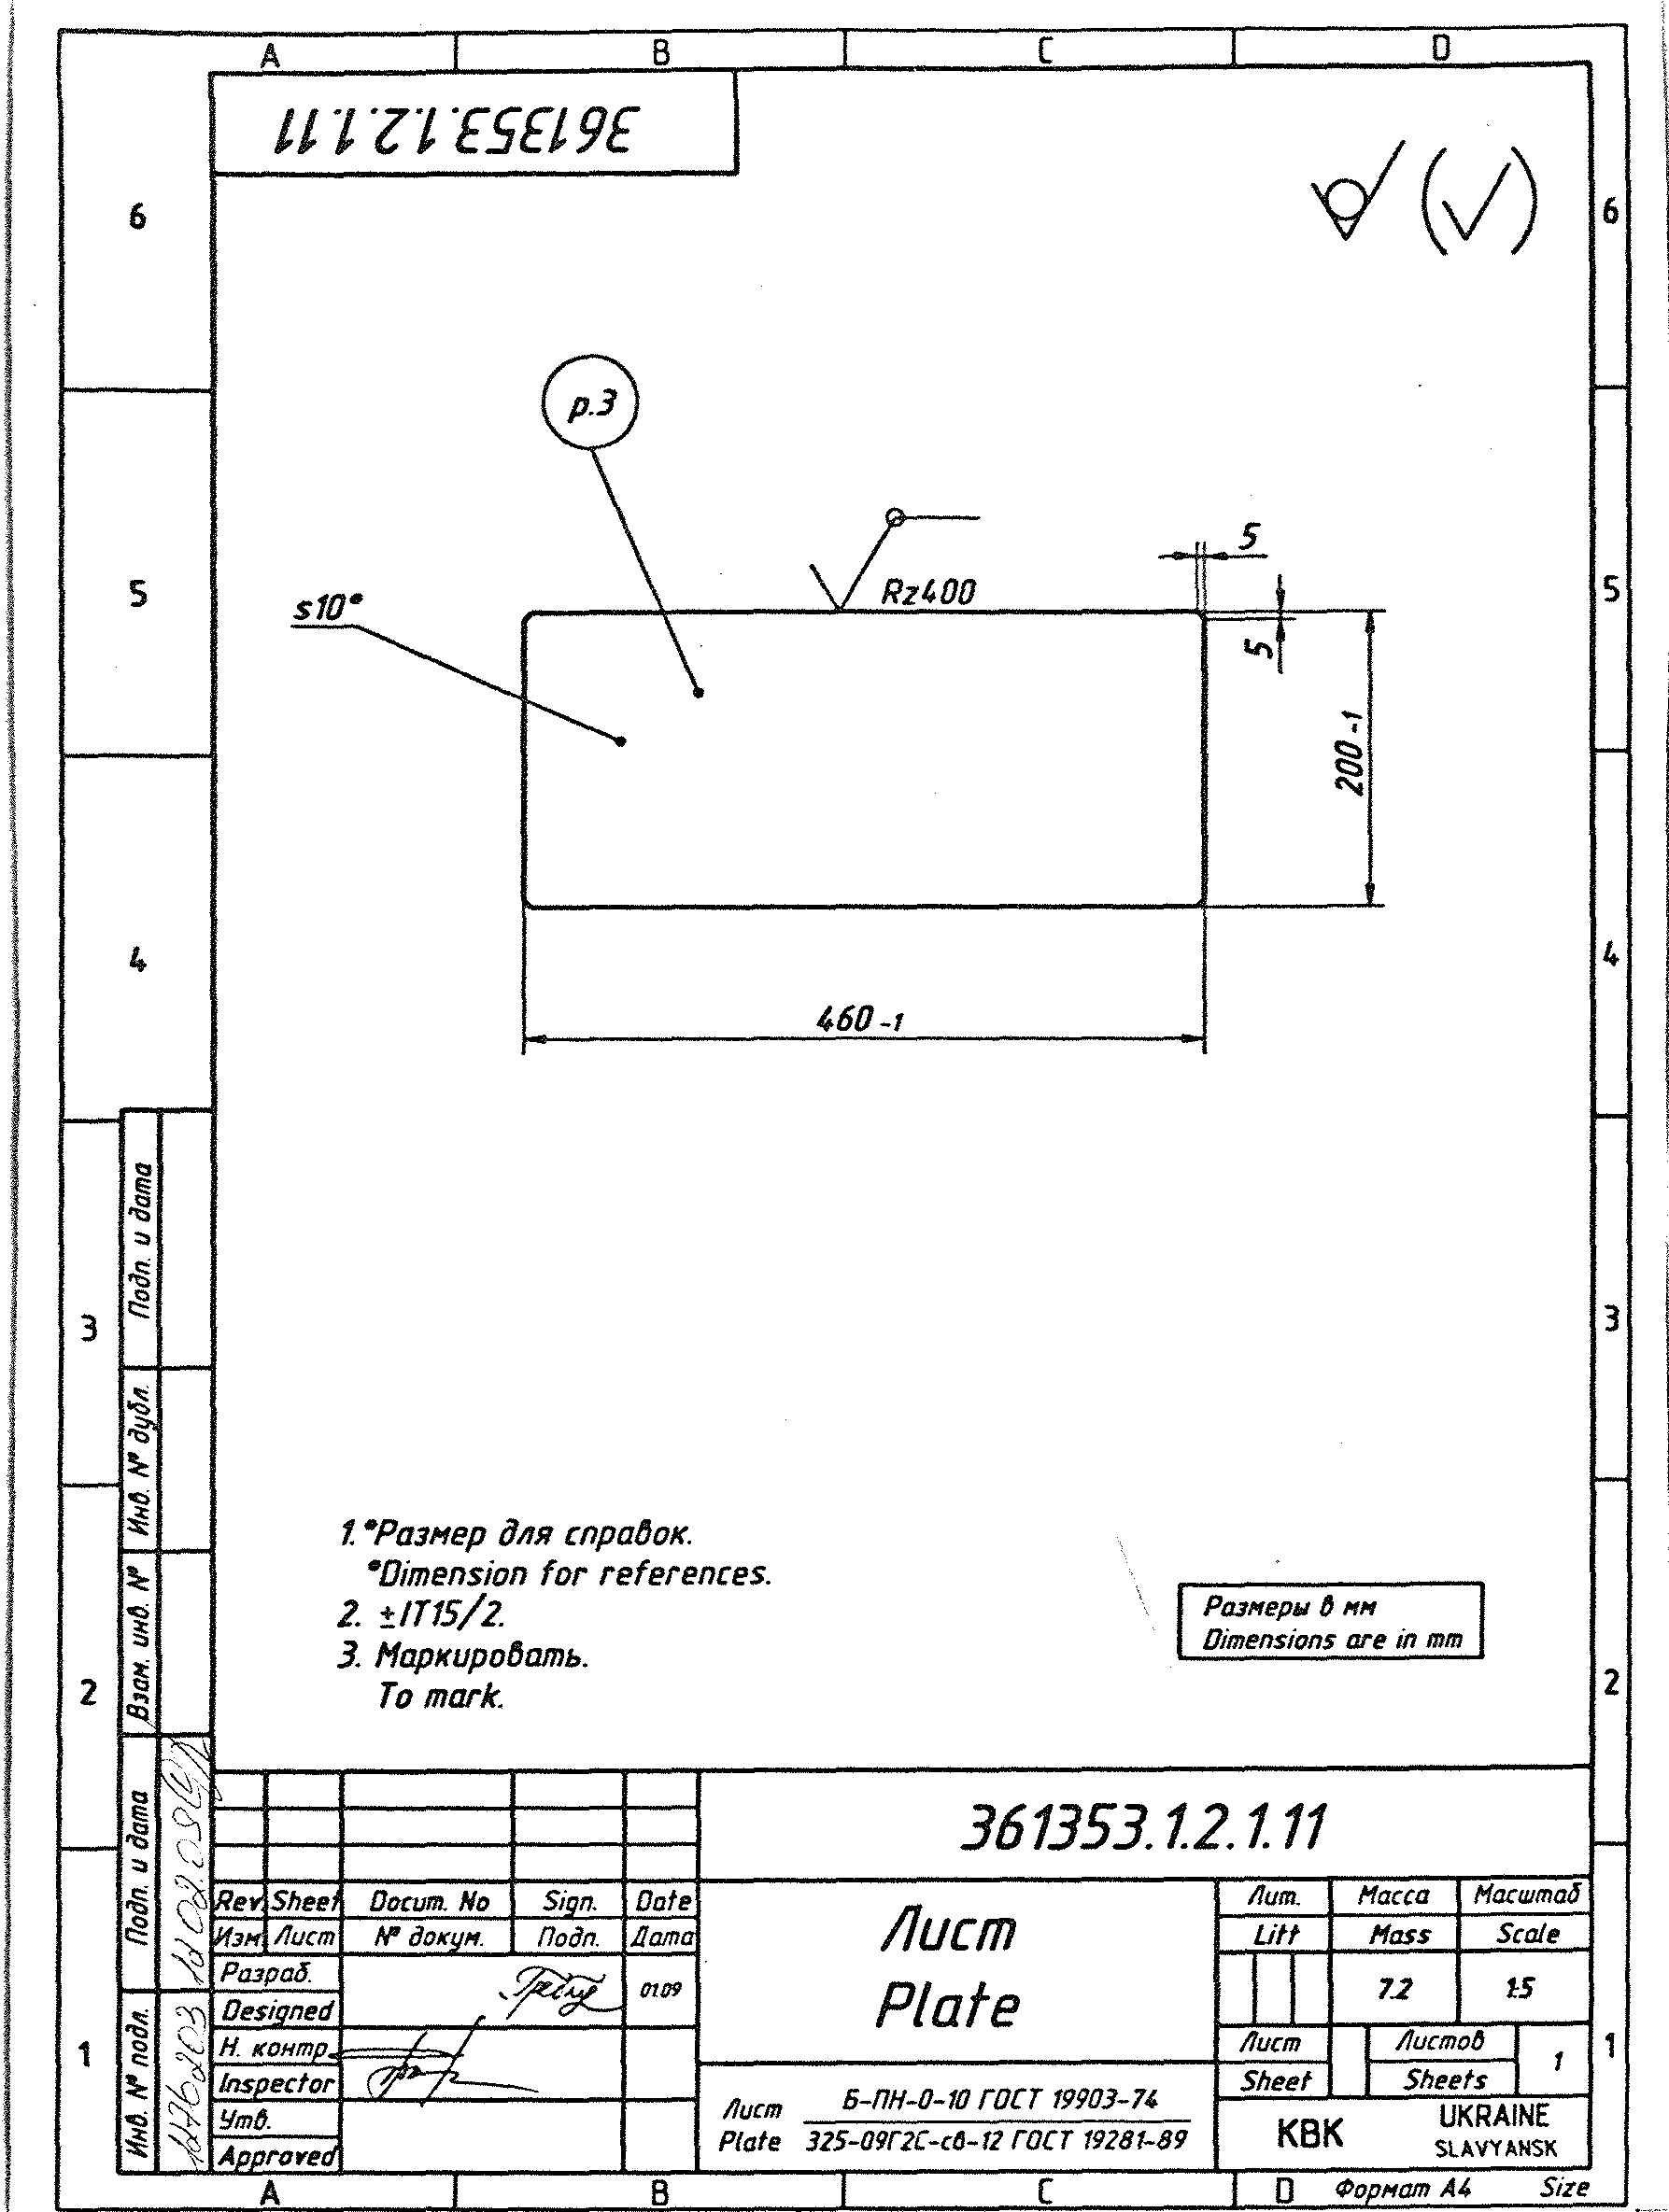 A B C D
361353.1.2.1.11
6 6
р.3
5
Rz400
s10*
5
5 5
200 -1
4 4
460 -1
Подп. и дата
3 3
Инв. № дубл.
1.*Размер для справок.
*Dimension for references.
2. ±IT15/2.
3. Маркировать.
To mark.
Размеры в мм
Dimensions are in mm
Взам. инв. №
2 2
Подп. и дата
361353.1.2.1.11
Rev. Sheet Docum. No Sign. Date
Изм Лист № докум. Подп. Дата
Разраб.
Designed 01.09
Н. контр.
Inspector
Утв.
Approved
Лист
Plate
Лит. Масса Масштаб
Litt Mass Scale
7.2 1:5
Лист Листов 1
Sheet Sheets
Лист Б-ПН-О-10 ГОСТ 19903-74
Plate 325-09Г2С-св-12 ГОСТ 19281-89
KBK UKRAINE
SLAVYANSK
Инв. № подл.
1 1
A B C D Формат А4 Size